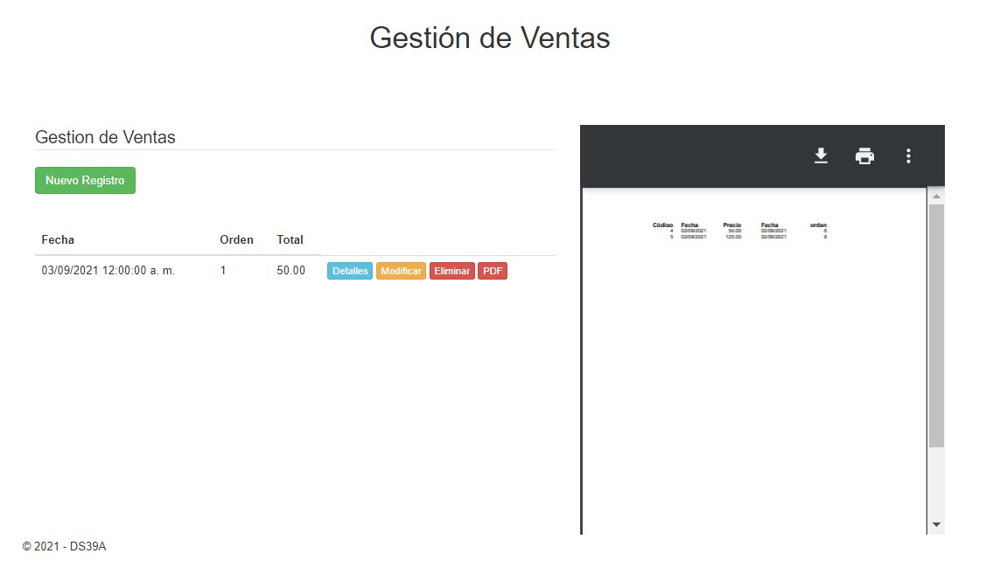 Gestión de Ventas
Gestion de Ventas
Nuevo Registro
Fecha Orden Total
03/09/2021 12:00:00 a. m. 1 50.00 Detalles Modificar Eliminar PDF
Código Fecha Precio Fecha orden
4 02/09/2021 50.00 02/09/2021 6
5 02/09/2021 125.00 02/09/2021 8
© 2021 - DS39A